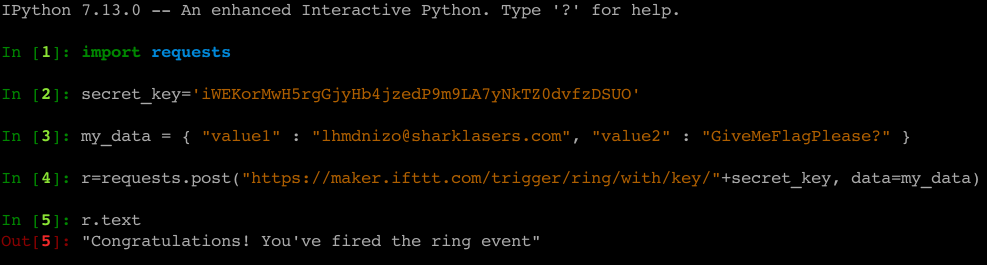 IPython 7.13.0 -- An enhanced Interactive Python. Type '?' for help.
In [1]: import requests
In [2]: secret_key='iWEKorMwH5rgGjyHb4jzedP9m9LA7yNkTZ0dvfzDSUO'
In [3]: my_data = { "value1" : "lhmdnizo@sharklasers.com", "value2" : "GiveMeFlagPlease?" }
In [4]: r=requests.post("https://maker.ifttt.com/trigger/ring/with/key/"+secret_key, data=my_data)
In [5]: r.text
Out[5]: "Congratulations! You've fired the ring event"